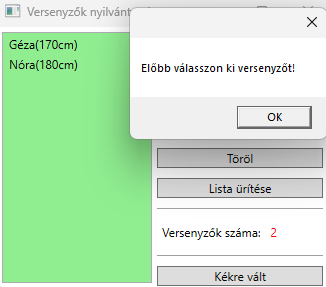 Versenyzők nyilvánt
Géza(170cm)
Nóra(180cm)
Előbb válasszon ki versenyzőt!
OK
Töröl
Lista ürítése
Versenyzők száma: 2
Kékre vált